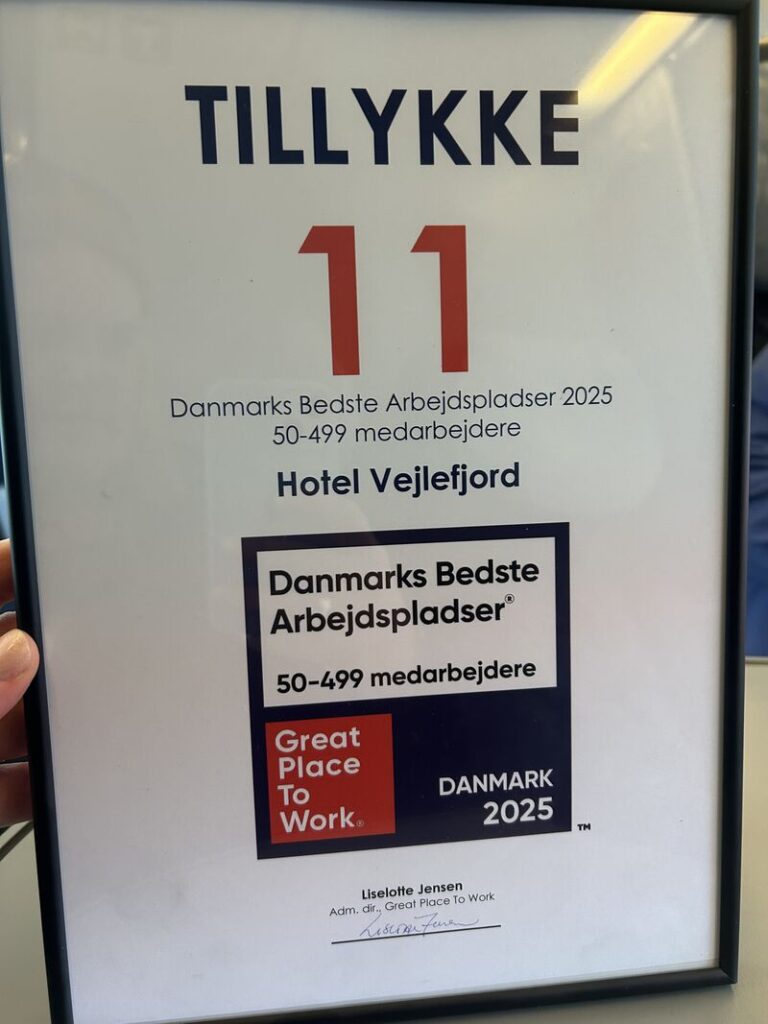 TILLYKKE
11
Danmarks Bedste Arbejdspladser 2025
50-499 medarbejdere
Hotel Vejlefjord
Danmarks Bedste
Arbejdspladser®
50-499 medarbejdere
Great
Place
To
Work®
DANMARK
2025
™
Liselotte Jensen
Adm. dir., Great Place To Work